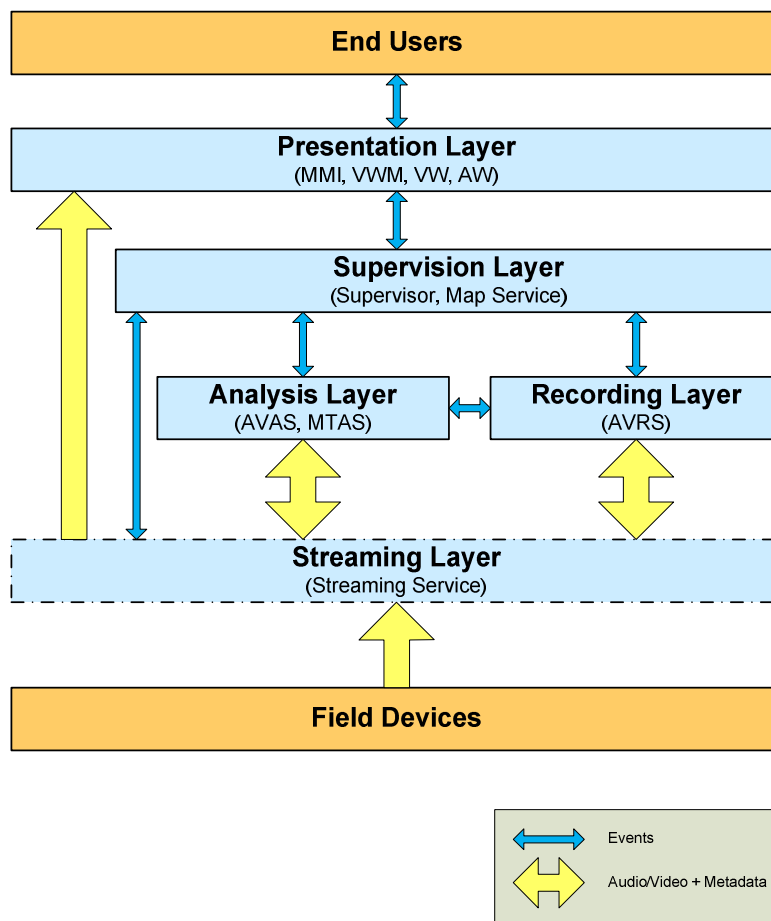 End Users
Presentation Layer
(MMI, VWM, VW, AW)
Supervision Layer
(Supervisor, Map Service)
Analysis Layer
(AVAS, MTAS)
Recording Layer
(AVRS)
Streaming Layer
(Streaming Service)
Field Devices
Events
Audio/Video + Metadata